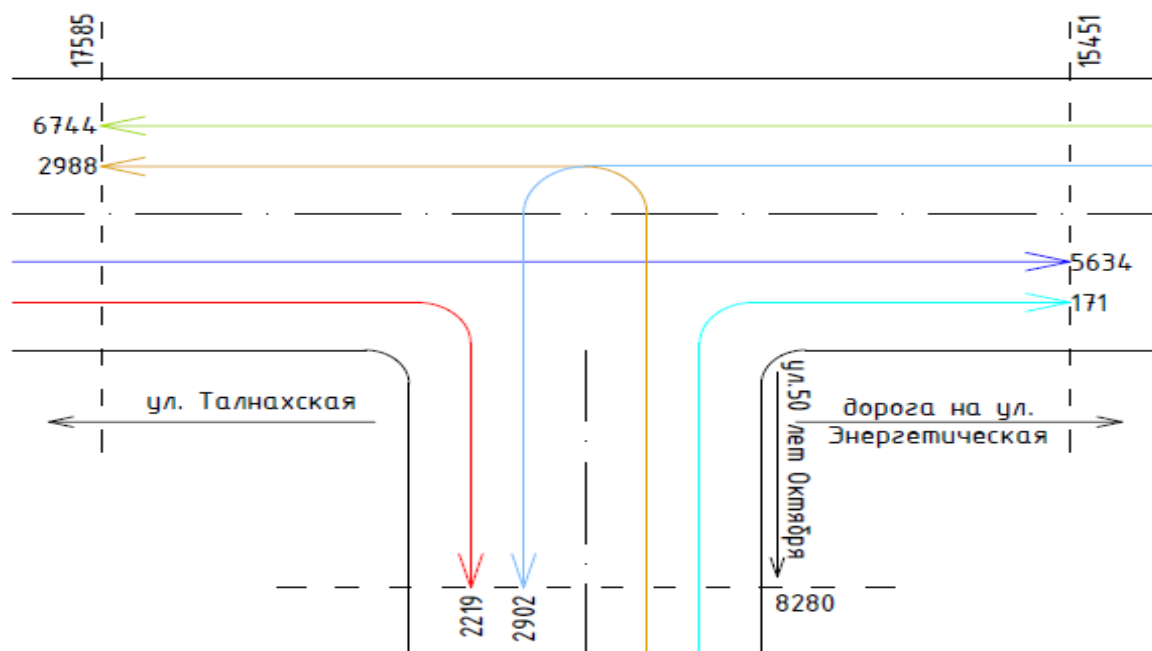 17585
15451
6744
2988
5634
171
ул. Талнахская
ул.50 лет Октября
дорога на ул.
Энергетическая
2219
2902
8280